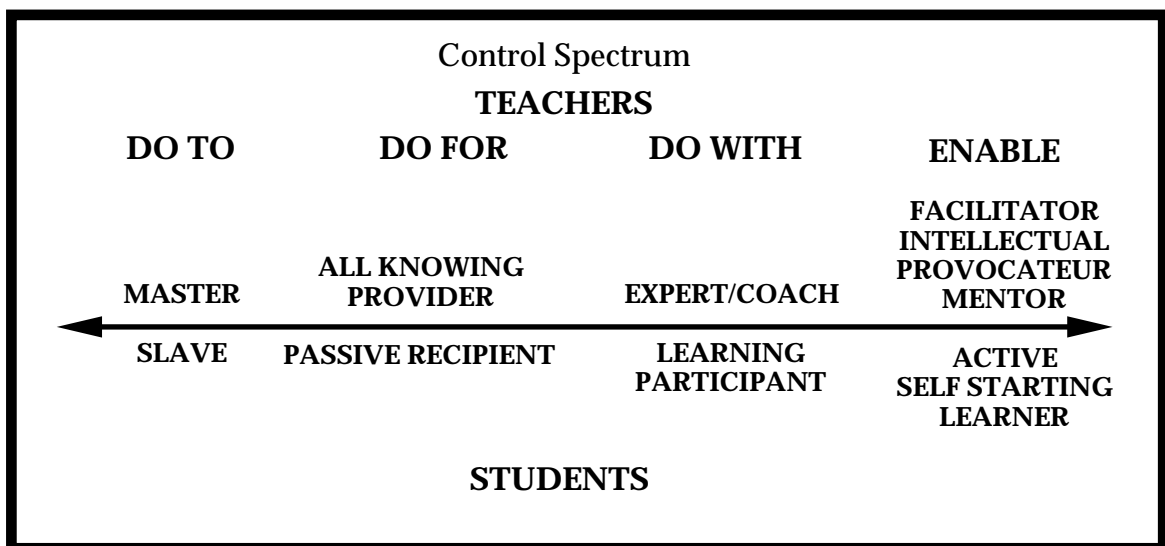 Control Spectrum
TEACHERS
DO TO DO FOR DO WITH ENABLE
MASTER
ALL KNOWING
PROVIDER
EXPERT/COACH
FACILITATOR
INTELLECTUAL
PROVOCATEUR
MENTOR
SLAVE
PASSIVE RECIPIENT
LEARNING
PARTICIPANT
ACTIVE
SELF STARTING
LEARNER
STUDENTS